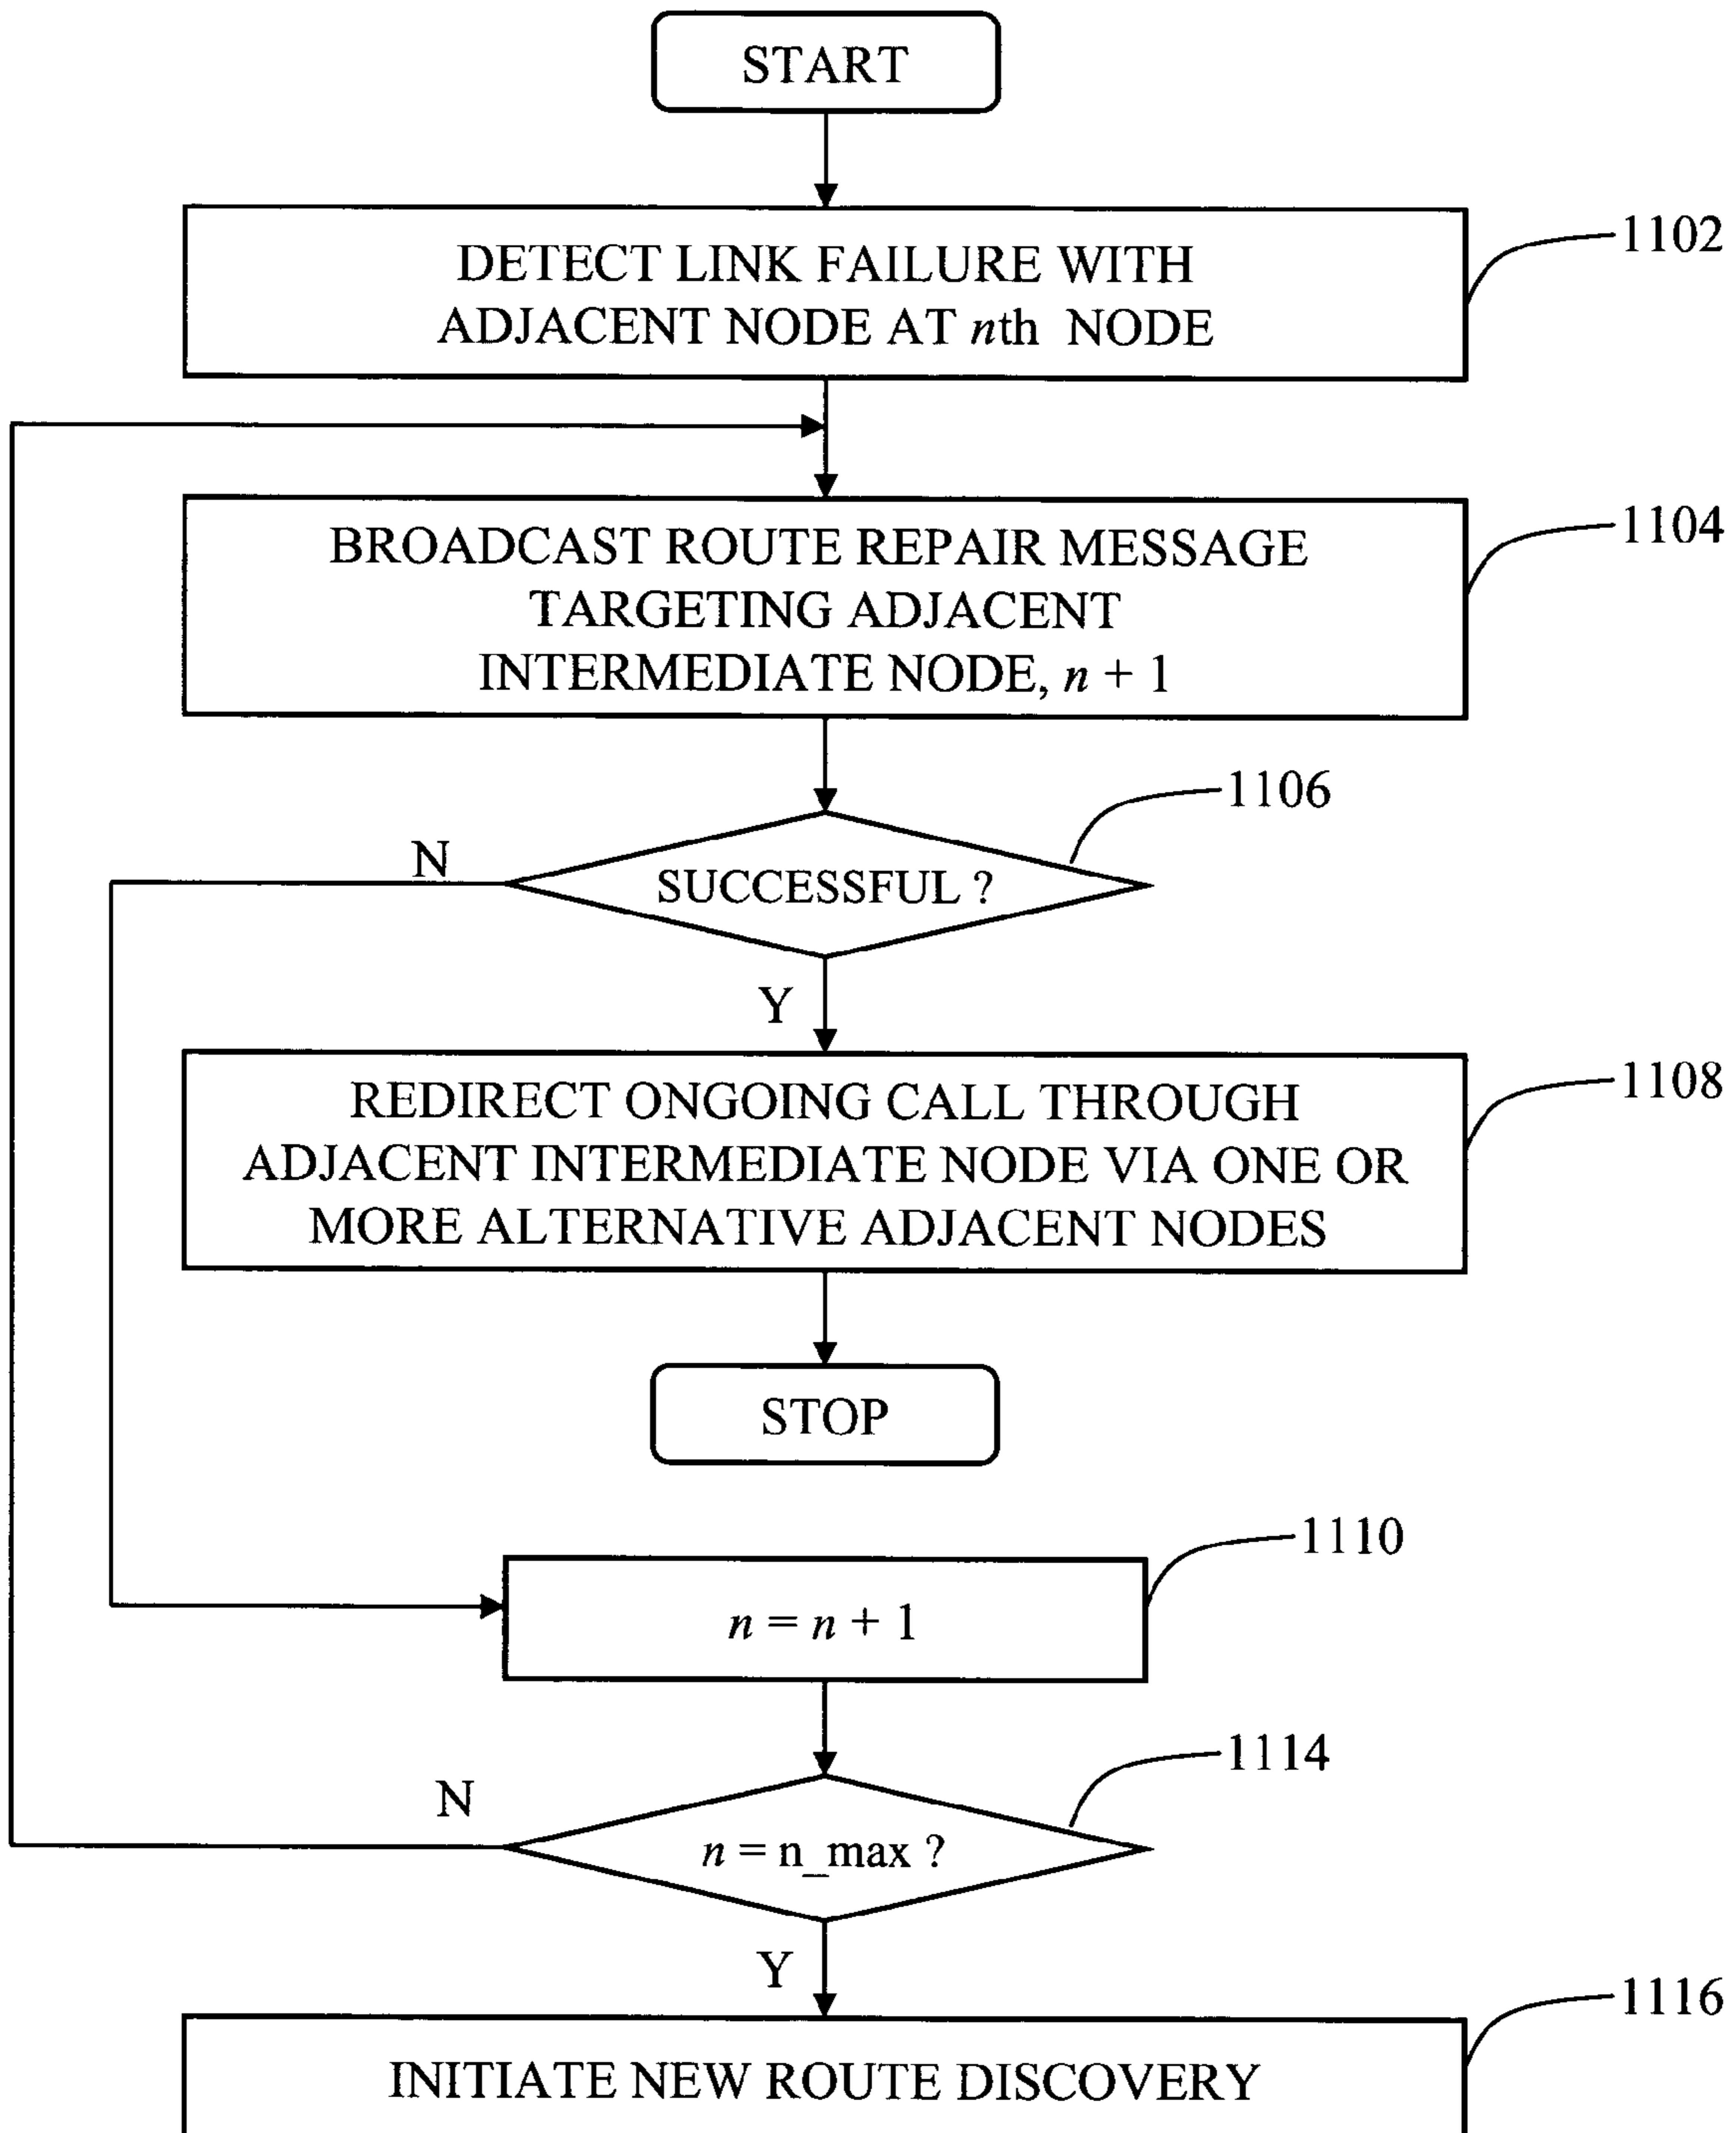 START
DETECT LINK FAILURE WITH
ADJACENT NODE AT nth NODE
1102
BROADCAST ROUTE REPAIR MESSAGE
TARGETING ADJACENT
INTERMEDIATE NODE, n + 1
1104
1106
N
SUCCESSFUL ?
Y
REDIRECT ONGOING CALL THROUGH
ADJACENT INTERMEDIATE NODE VIA ONE OR
MORE ALTERNATIVE ADJACENT NODES
1108
STOP
1110
n = n + 1
1114
N
n = n_max ?
Y
1116
INITIATE NEW ROUTE DISCOVERY